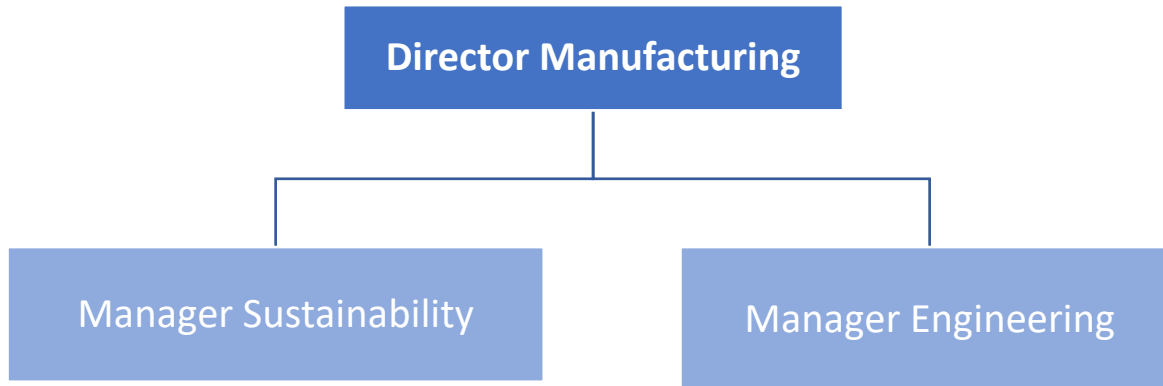 Director Manufacturing
Manager Sustainability
Manager Engineering